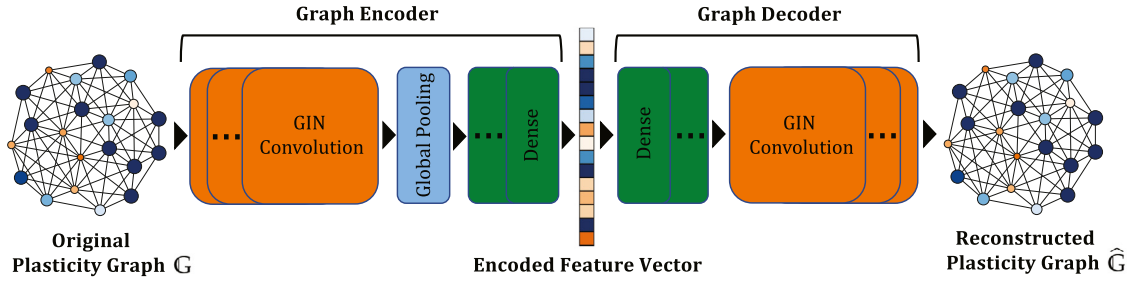 Graph Encoder
Graph Decoder
GIN
Convolution
Global Pooling
Dense
Dense
GIN
Convolution
Original
Plasticity Graph 𝔾
Encoded Feature Vector
Reconstructed
Plasticity Graph 𝔾̂